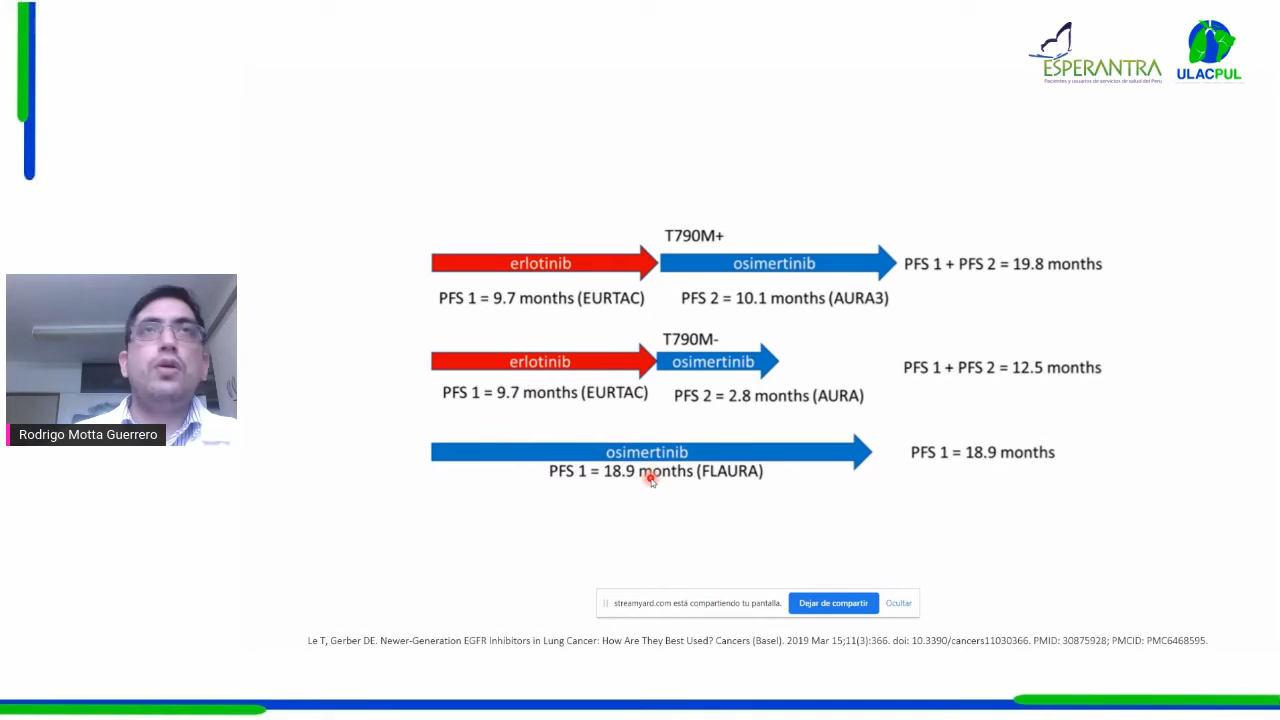 ESPERANTRA
Pacientes y usuarios de servicios de salud del Perú
ULACPUL
T790M+
erlotinib
osimertinib
PFS 1 + PFS 2 = 19.8 months
PFS 1 = 9.7 months (EURTAC)
PFS 2 = 10.1 months (AURA3)
T790M-
erlotinib
osimertinib
PFS 1 + PFS 2 = 12.5 months
PFS 1 = 9.7 months (EURTAC)
PFS 2 = 2.8 months (AURA)
osimertinib
PFS 1 = 18.9 months
PFS 1 = 18.9 months (FLAURA)
Rodrigo Motta Guerrero
streamyard.com está compartiendo tu pantalla.
Dejar de compartir
Ocultar
Le T, Gerber DE. Newer-Generation EGFR Inhibitors in Lung Cancer: How Are They Best Used? Cancers (Basel). 2019 Mar 15;11(3):366. doi: 10.3390/cancers11030366. PMID: 30875928; PMCID: PMC6468595.